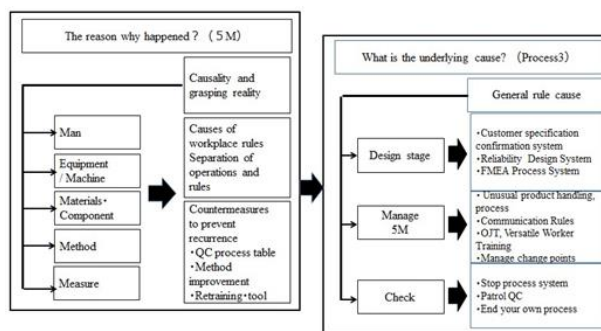 The reason why happened？（５Ｍ）
Causality and
grasping reality
Man
Equipment
/ Machine
Materials・
Component
Method
Measure
Causes of
workplace rules
Separation of
operations and
rules
Countermeasures
to prevent
recurrence
・QC process table
・Method
improvement
・Retraining・tool
What is the underlying cause? （Process3）
General rule cause
Design stage
・Customer specification
confirmation system
・Reliability Design System
・FMEA Process System
Manage
5M
・Unusual product handling,
process
・Communication Rules
・OJT, Versatile Worker
Training
・Manage change points
Check
・Stop process system
・Patrol QC
・End your own process